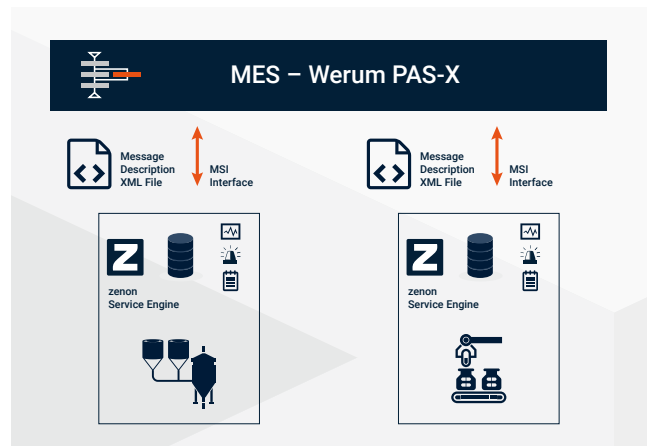 MES – Werum PAS-X
Message
Description
XML File
MSI
Interface
Message
Description
XML File
MSI
Interface
Z
zenon
Service Engine
Z
zenon
Service Engine